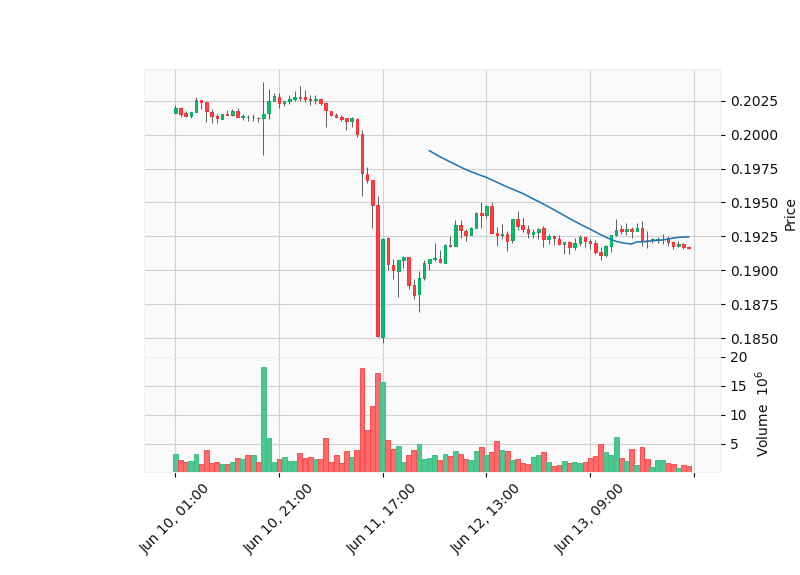 0.2025
0.2000
0.1975
0.1950
0.1925
0.1900
0.1875
0.1850
Price
20
15
10
5
Volume 10⁶
Jun 10, 01:00
Jun 10, 21:00
Jun 11, 17:00
Jun 12, 13:00
Jun 13, 09:00